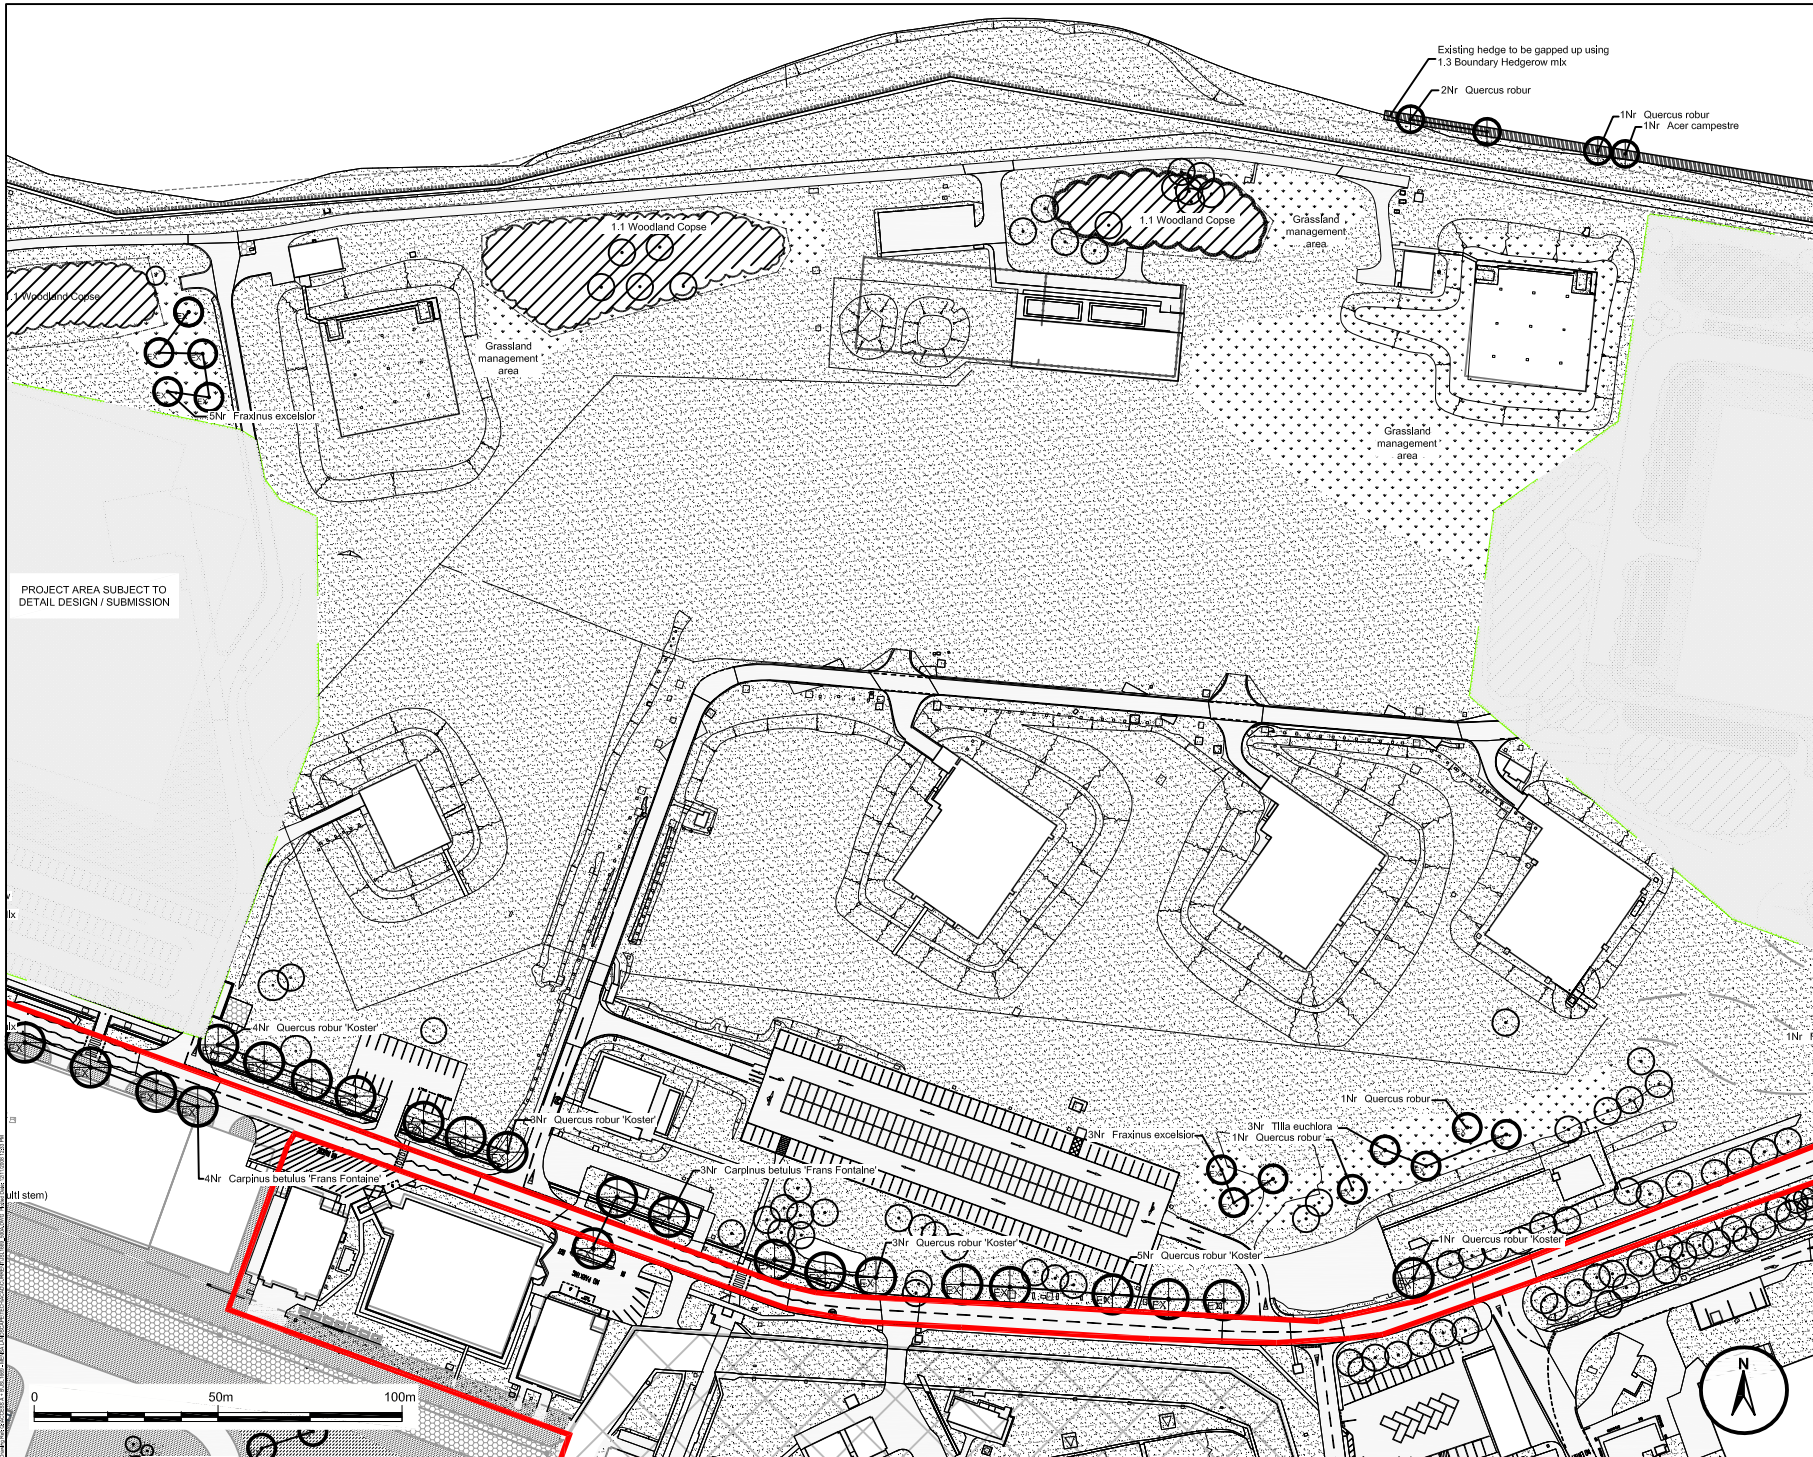 Existing hedge to be gapped up using
1.3 Boundary Hedgerow mix
2Nr Quercus robur
1Nr Quercus robur
1Nr Acer campestre
1.1 Woodland Copse
1.1 Woodland Copse
Grassland
management
area
1.1 Woodland Copse
Grassland
management
area
5Nr Fraxinus excelsior
Grassland
management
area
PROJECT AREA SUBJECT TO
DETAIL DESIGN / SUBMISSION
4Nr Quercus robur 'Koster'
1Nr
3Nr Quercus robur 'Koster'
1Nr Quercus robur
3Nr Tilia euchlora
3Nr Fraxinus excelsior
1Nr Quercus robur
3Nr Carpinus betulus 'Frans Fontaine'
4Nr Carpinus betulus 'Frans Fontaine'
stem)
3Nr Quercus robur 'Koster'
5Nr Quercus robur 'Koster'
1Nr Quercus robur 'Koster'
0 50m 100m
N